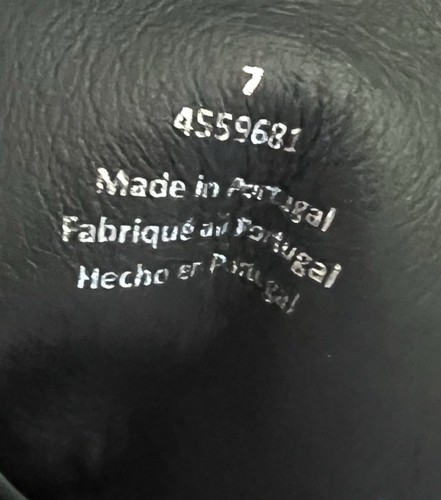 7
4559681
Made in Portugal
Fabriqué au Portugal
Hecho en Portugal